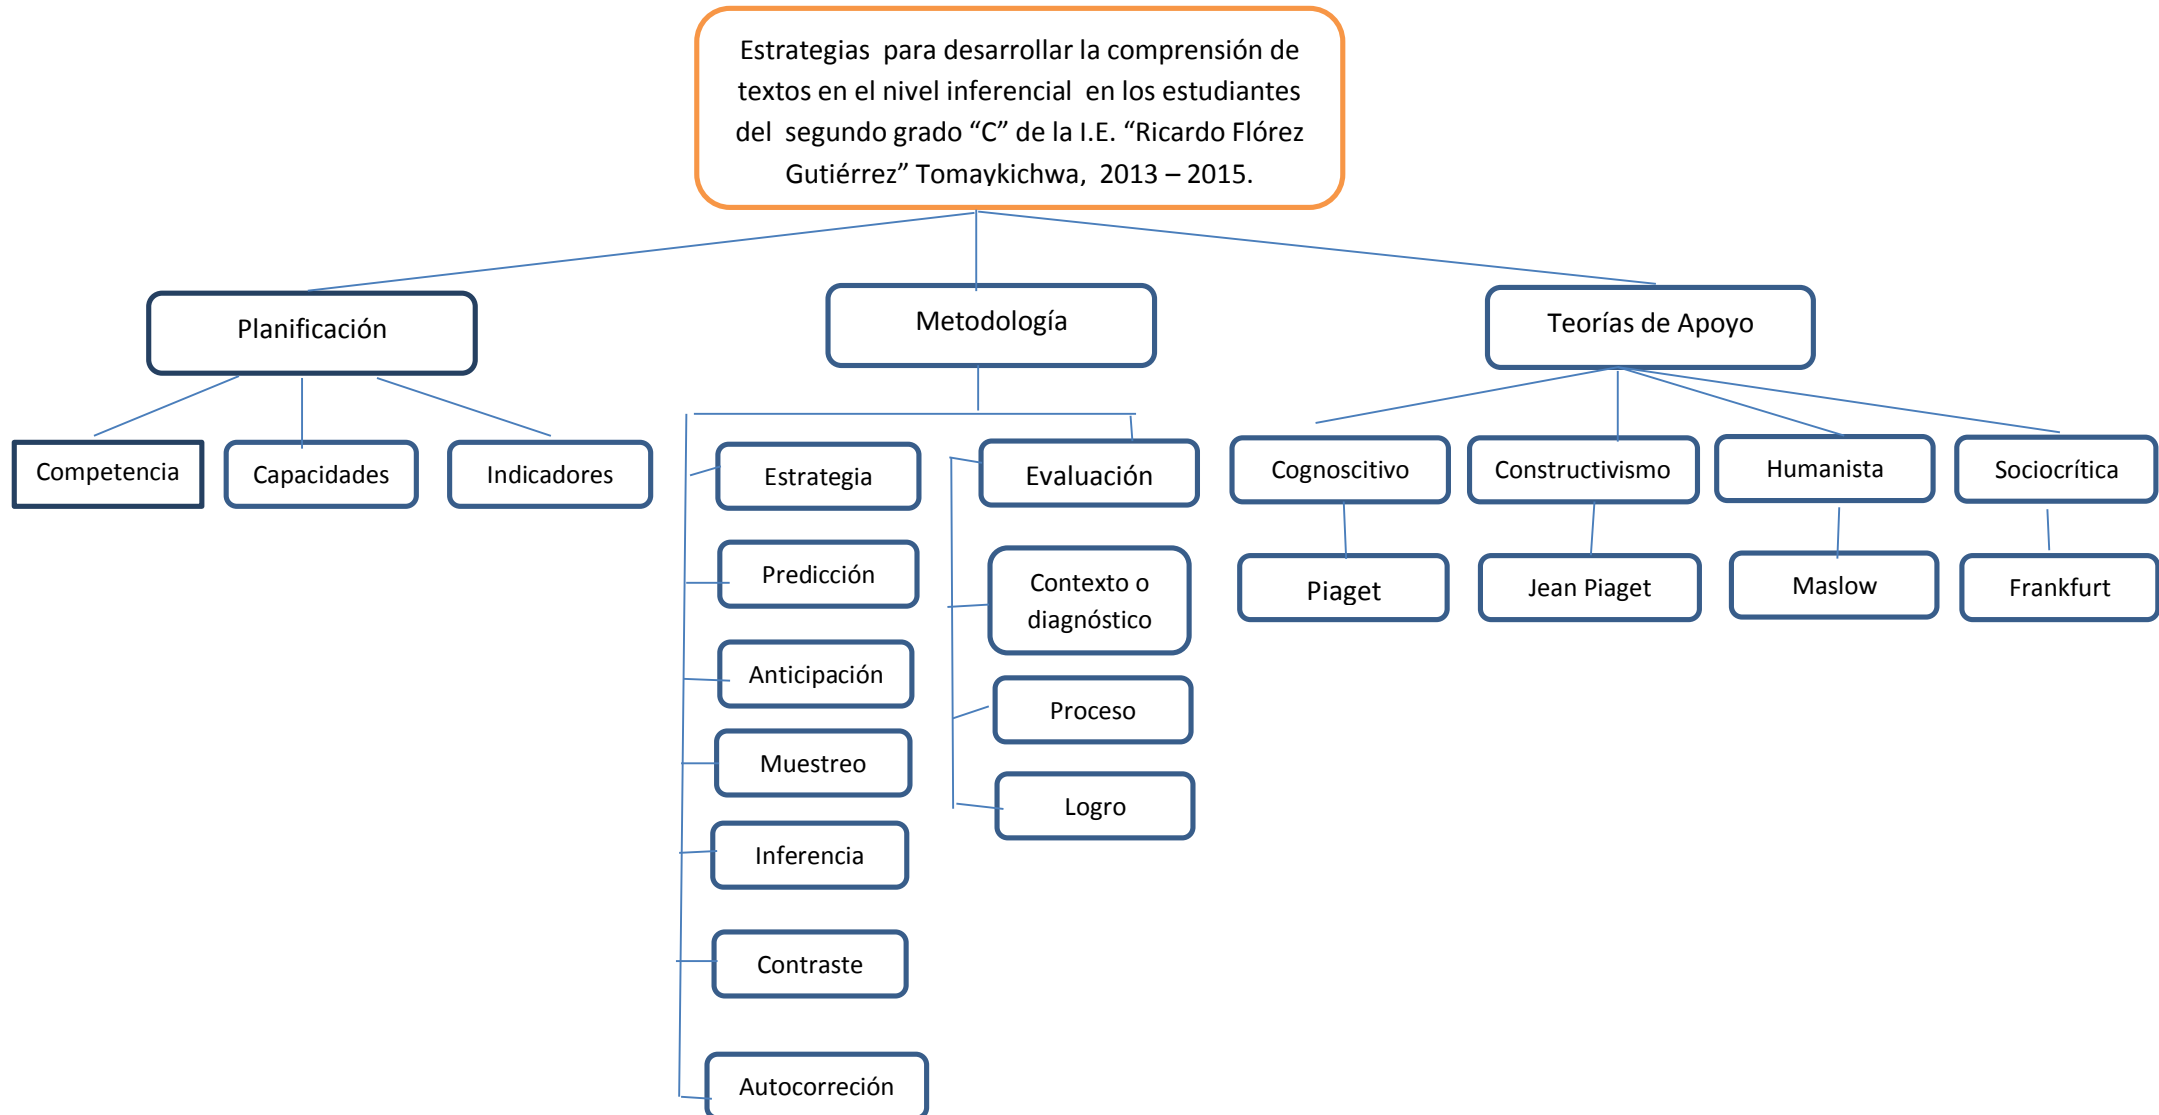 Estrategias para desarrollar la comprensión de
textos en el nivel inferencial en los estudiantes
del segundo grado “C” de la I.E. “Ricardo Flórez
Gutiérrez” Tomaykichwa, 2013 – 2015.
Planificación
Metodología
Teorías de Apoyo
Competencia
Capacidades
Indicadores
Estrategia
Predicción
Anticipación
Muestreo
Inferencia
Contraste
Autocorreción
Evaluación
Contexto o
diagnóstico
Proceso
Logro
Cognoscitivo
Constructivismo
Humanista
Sociocrítica
Piaget
Jean Piaget
Maslow
Frankfurt